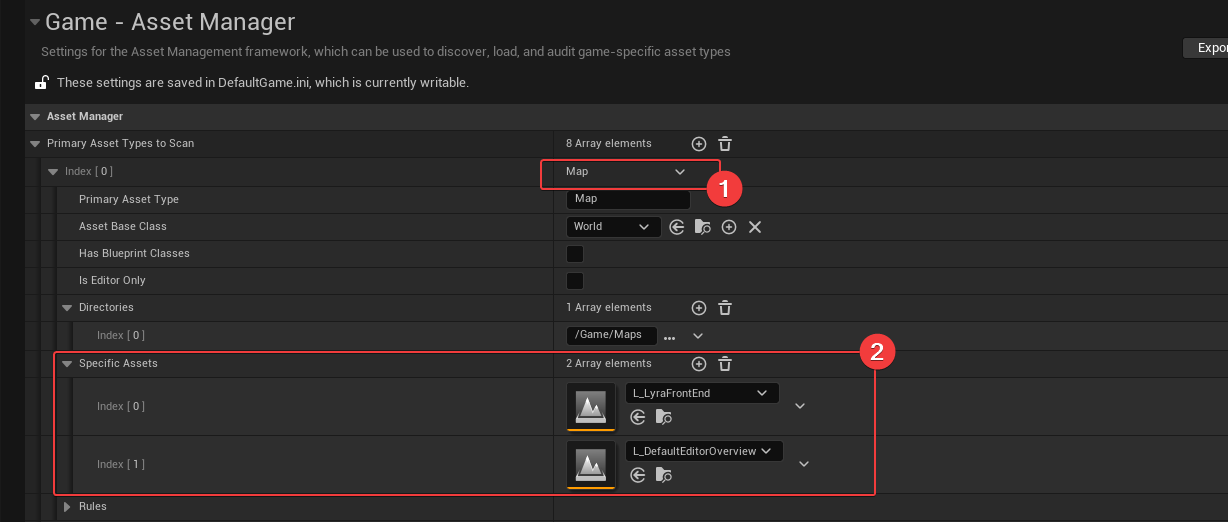 Game - Asset Manager
Settings for the Asset Management framework, which can be used to discover, load, and audit game-specific asset types
Expor
These settings are saved in DefaultGame.ini, which is currently writable.
Asset Manager
Primary Asset Types to Scan 8 Array elements
Index [ 0 ] Map
1
Primary Asset Type Map
Asset Base Class World
Has Blueprint Classes
Is Editor Only
Directories 1 Array elements
Index [ 0 ] /Game/Maps ...
2
Specific Assets 2 Array elements
Index [ 0 ] L_LyraFrontEnd
Index [ 1 ] L_DefaultEditorOverview
Rules